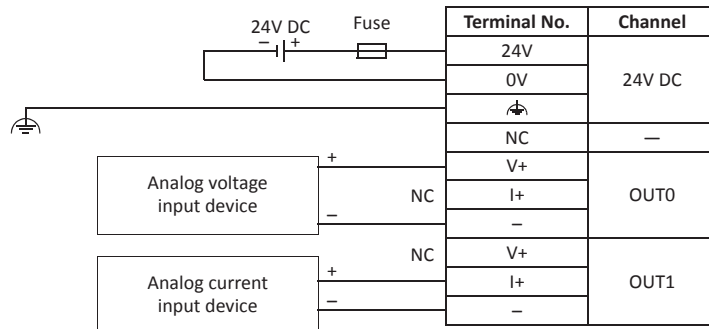 24V DC
Fuse
– +
Terminal No. Channel
24V
0V
24V DC
NC —
+
Analog voltage
input device
–
NC
V+
I+
–
OUT0
NC
+
Analog current
input device
–
V+
I+
–
OUT1